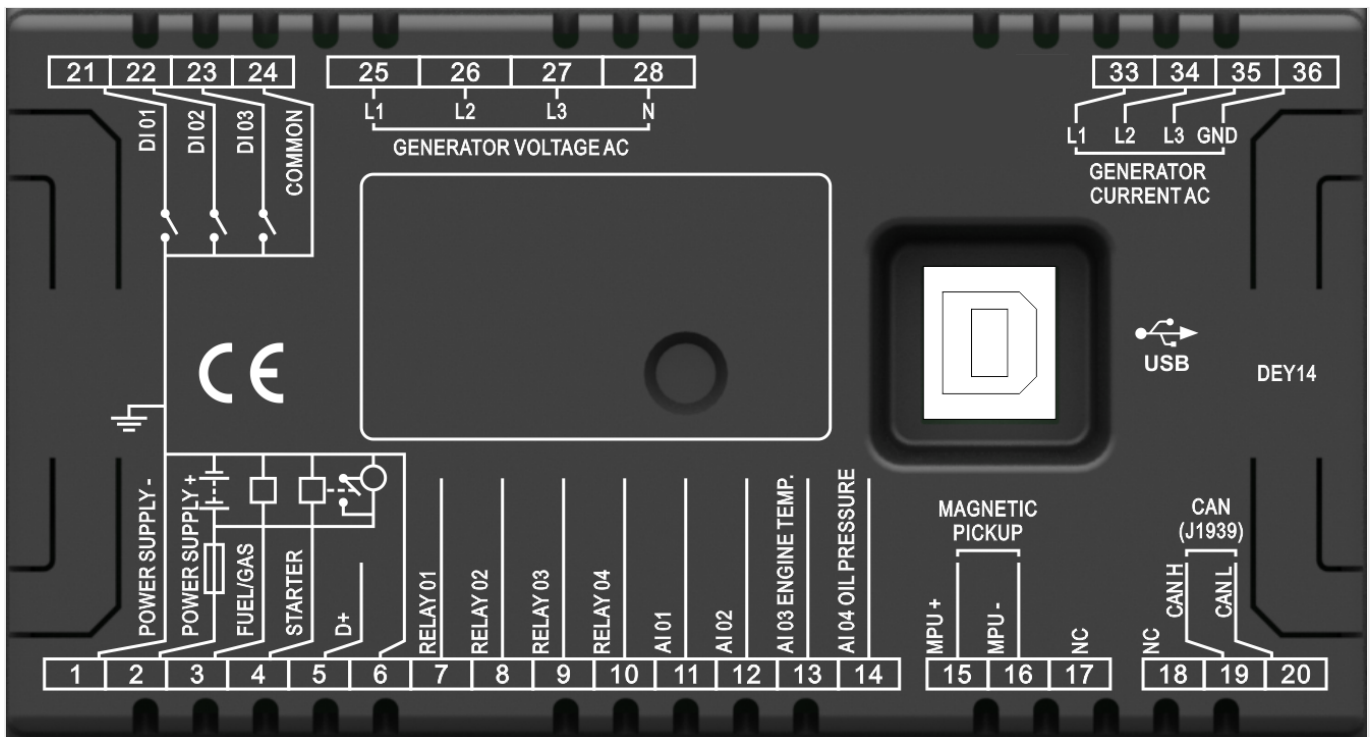 21 22 23 24
25 26 27 28
33 34 35 36
DI 01
DI 02
DI 03
COMMON
L1 L2 L3 N
GENERATOR VOLTAGE AC
L1 L2 L3 GND
GENERATOR
CURRENT AC
CE
USB
DEY14
POWER SUPPLY -
POWER SUPPLY +
FUEL/GAS
STARTER
D+
RELAY 01
RELAY 02
RELAY 03
RELAY 04
AI 01
AI 02
AI 03 ENGINE TEMP.
AI 04 OIL PRESSURE
MAGNETIC
PICKUP
MPU +
MPU -
NC
CAN
(J1939)
NC
CAN H
CAN L
1 2 3 4 5 6 7 8 9 10 11 12 13 14
15 16 17
18 19 20